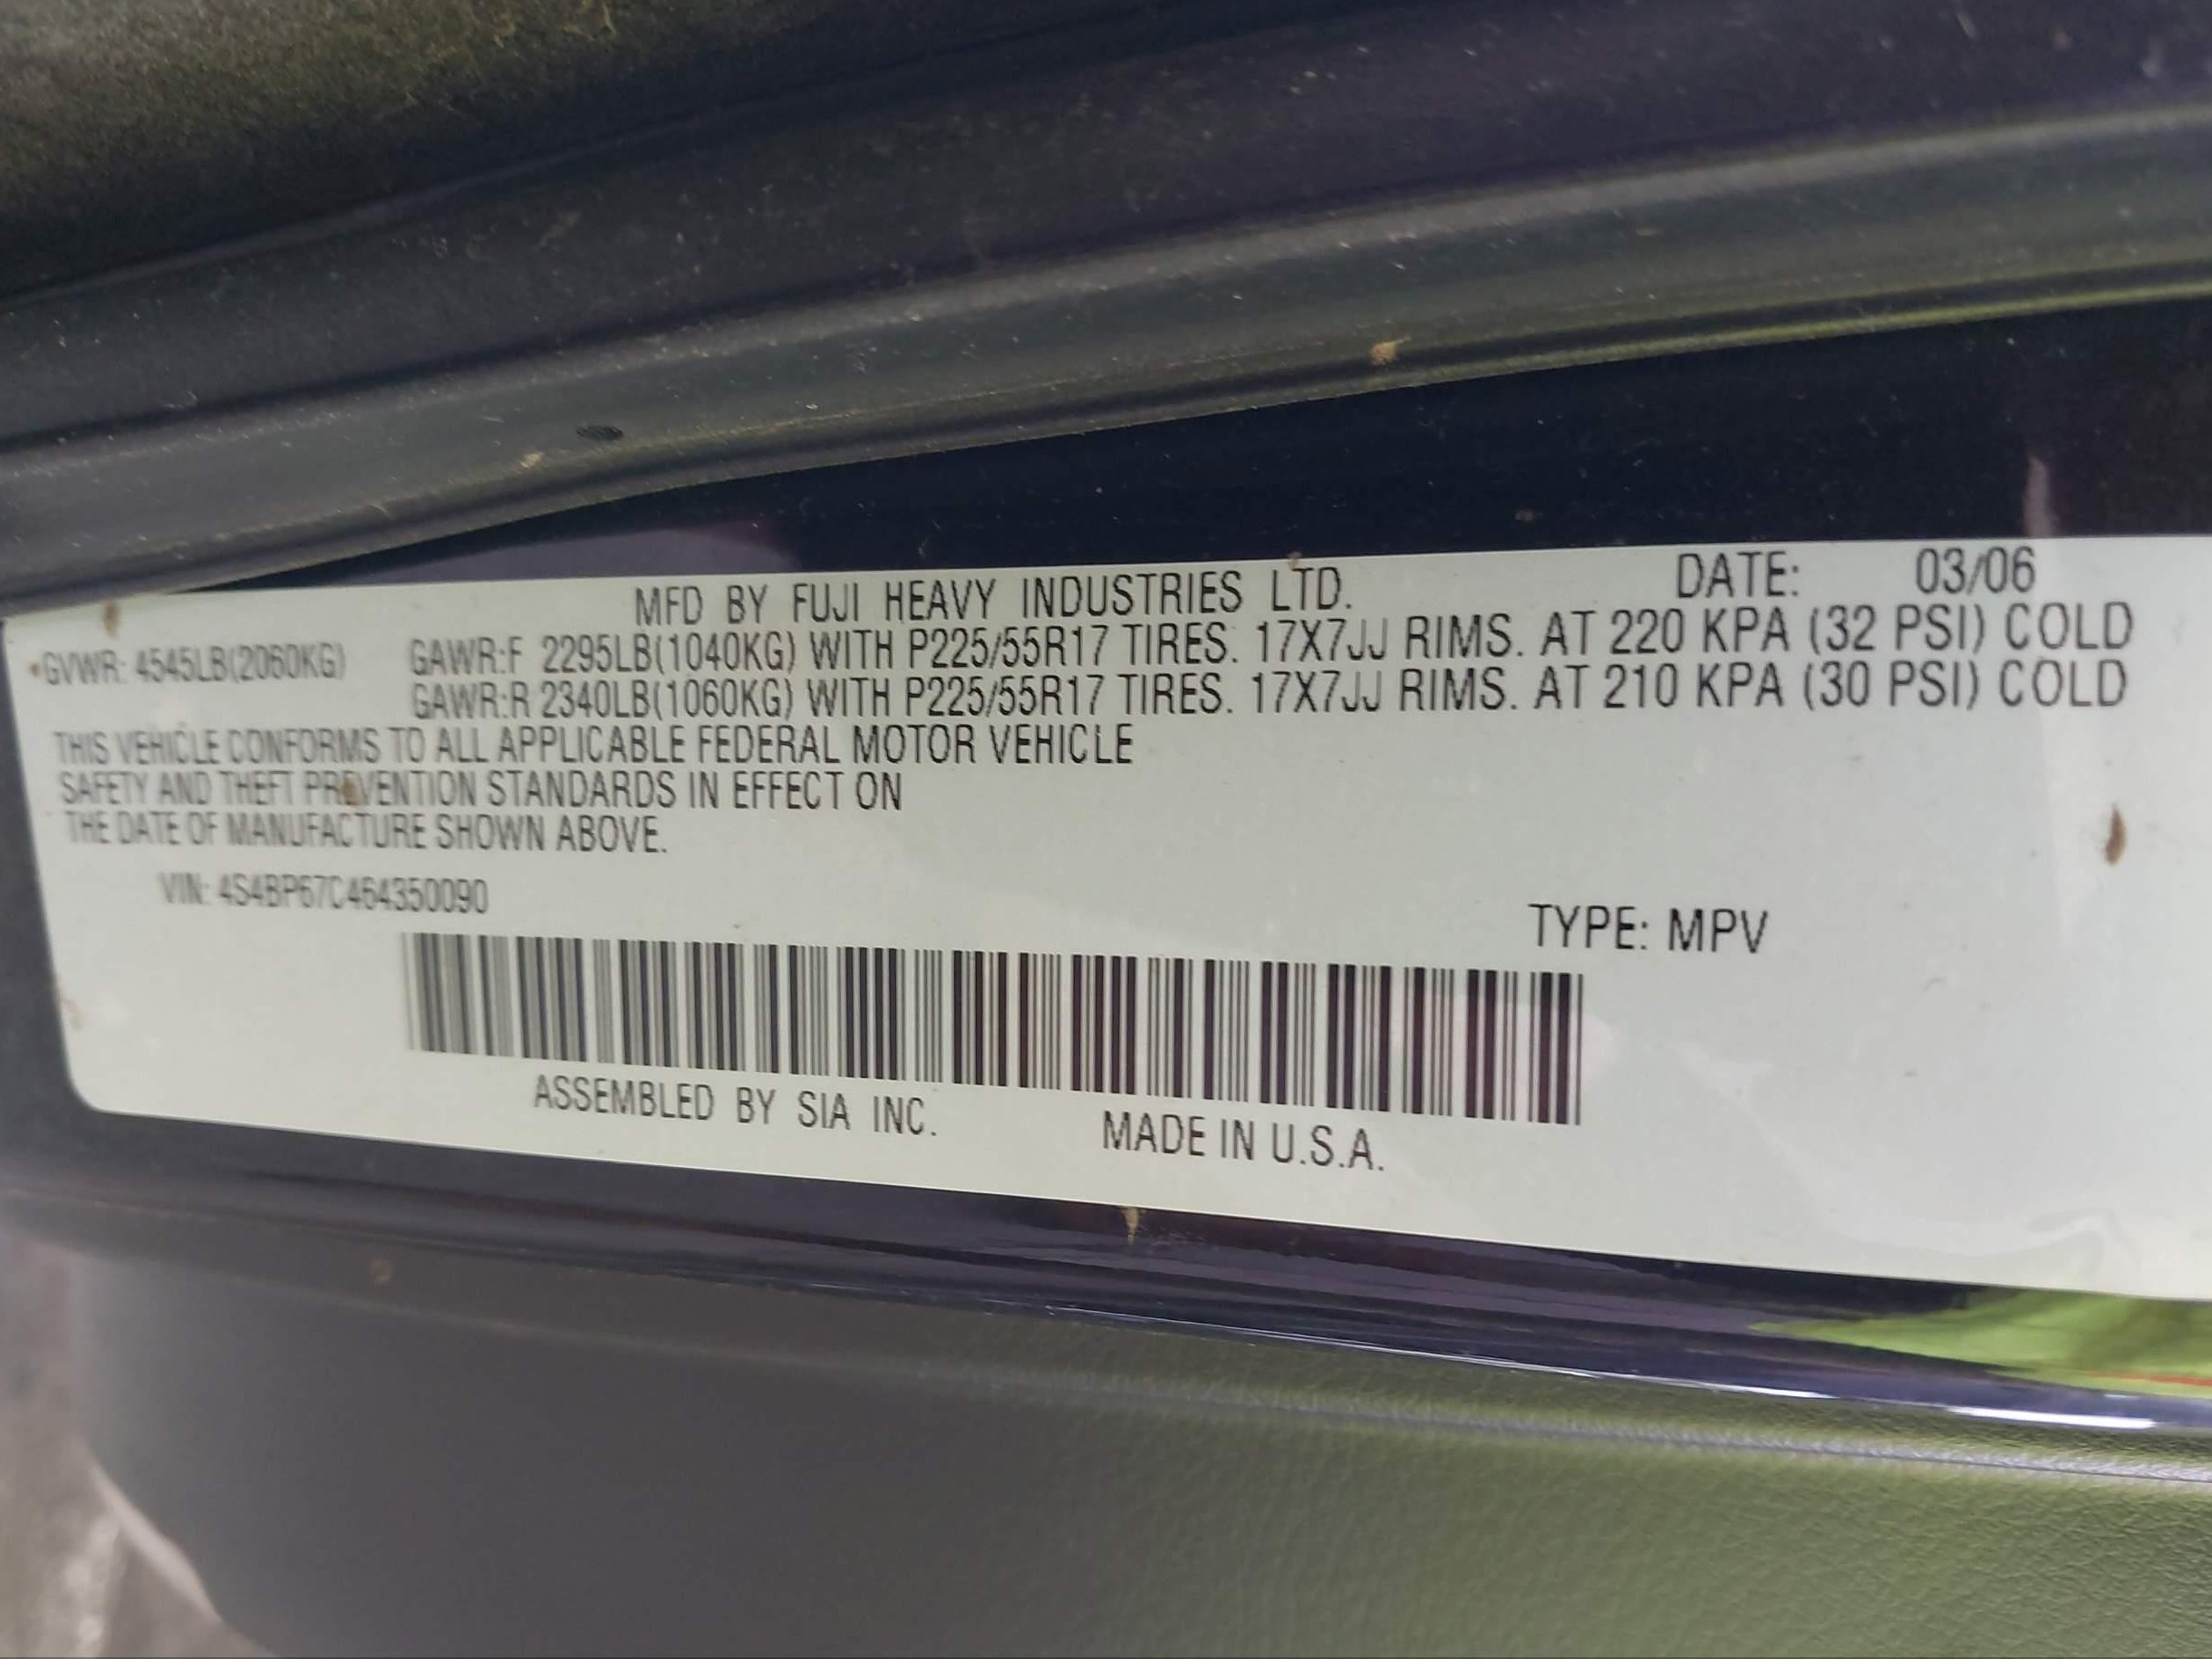 MFD BY FUJI HEAVY INDUSTRIES LTD. DATE: 03/06
GVWR: 4545LB(2060KG) GAWR:F 2295LB(1040KG) WITH P225/55R17 TIRES. 17X7JJ RIMS. AT 220 KPA (32 PSI) COLD
GAWR:R 2340LB(1060KG) WITH P225/55R17 TIRES. 17X7JJ RIMS. AT 210 KPA (30 PSI) COLD
THIS VEHICLE CONFORMS TO ALL APPLICABLE FEDERAL MOTOR VEHICLE
SAFETY AND THEFT PREVENTION STANDARDS IN EFFECT ON
THE DATE OF MANUFACTURE SHOWN ABOVE.
VIN: 4S4BP67C464350090
TYPE: MPV
ASSEMBLED BY SIA INC. MADE IN U.S.A.